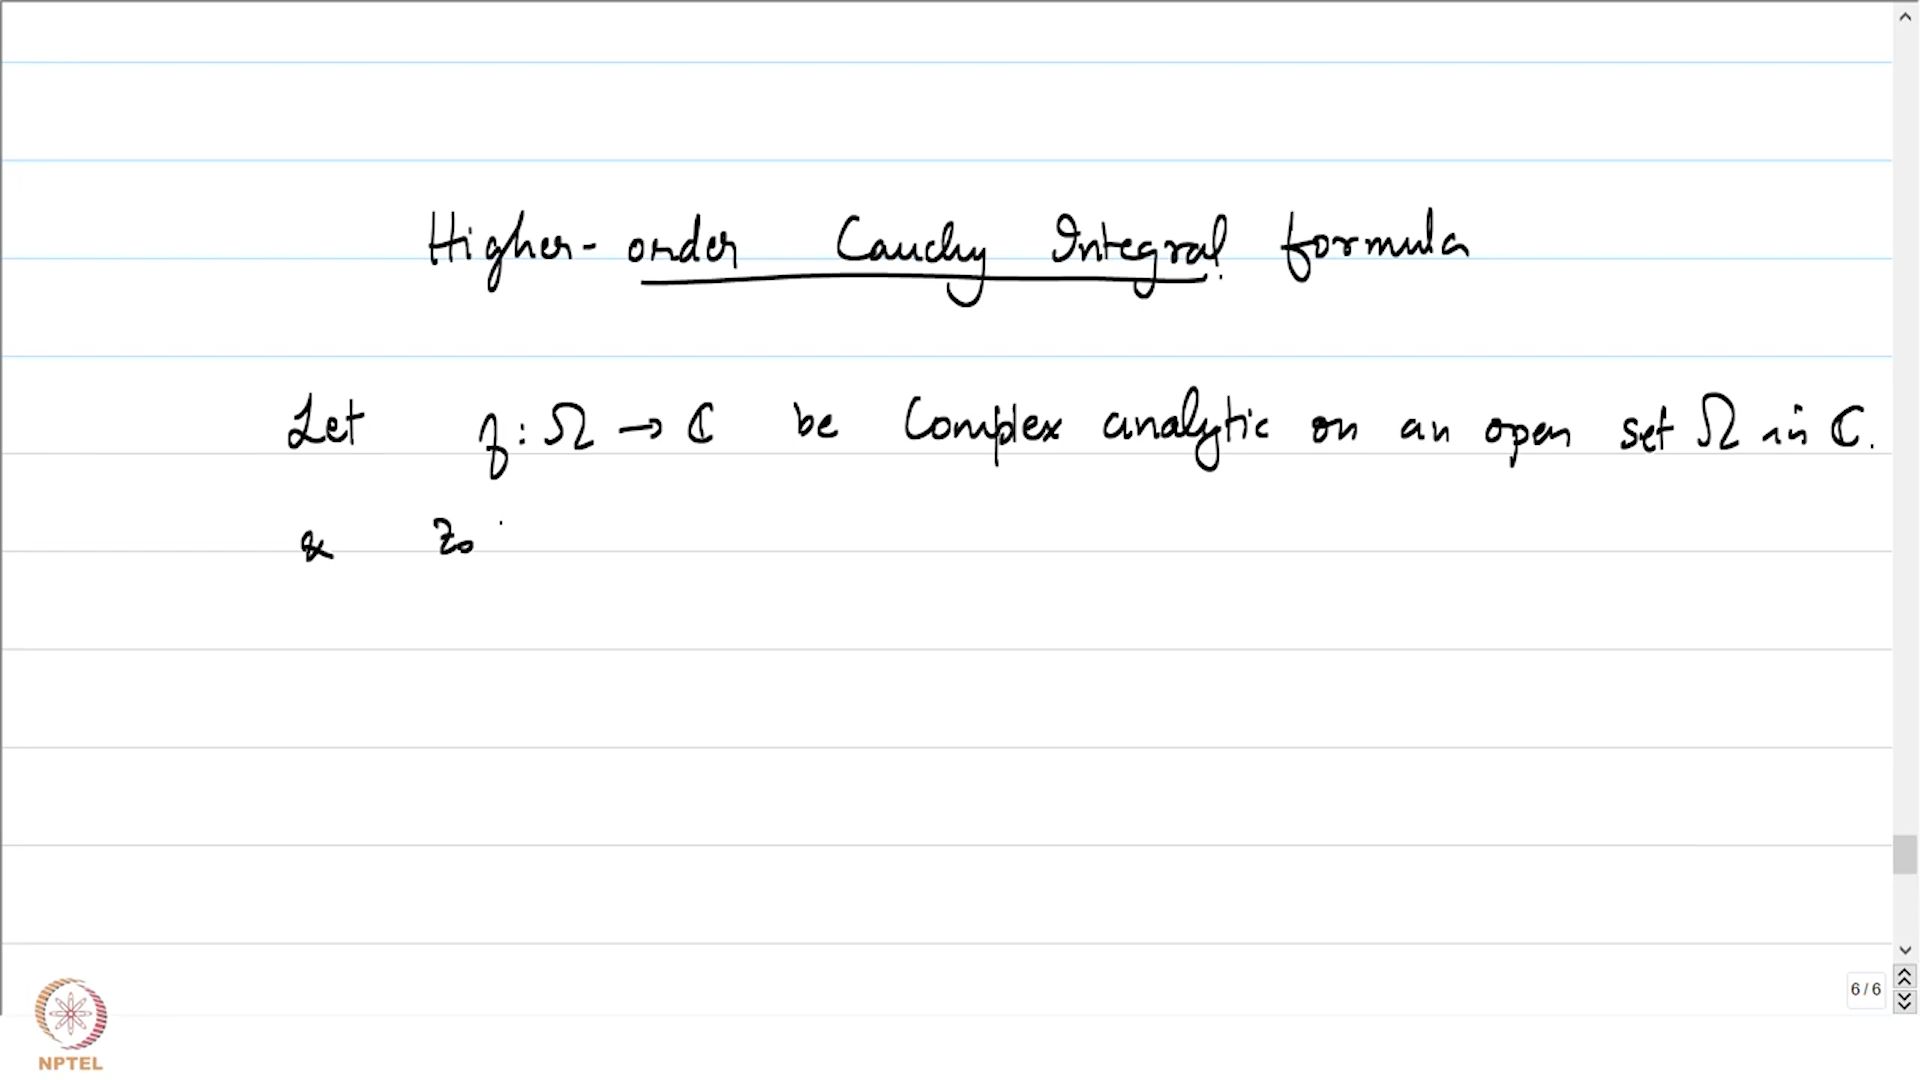 Higher-order Cauchy Integral formula
Let f: Ω → ℂ be Complex analytic on an open set Ω in ℂ.
& z₀
6 / 6
NPTEL